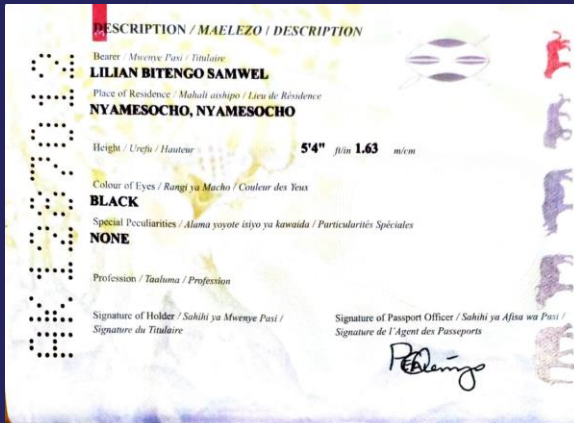 DESCRIPTION / MAELEZO / DESCRIPTION
Bearer / Mwenye Pasi / Titulaire
LILIAN BITENGO SAMWEL
Place of Residence / Mahali aishipo / Lieu de Résidence
NYAMESOCHO, NYAMESOCHO
Height / Urefu / Hauteur 5'4" ft/in 1.63 m/cm
Colour of Eyes / Rangi ya Macho / Couleur des Yeux
BLACK
Special Peculiarities / Alama yoyote isiyo ya kawaida / Particularités Spéciales
NONE
Profession / Taaluma / Profession
Signature of Holder / Sahihi ya Mwenye Pasi /
Signature du Titulaire
Signature of Passport Officer / Sahihi ya Afisa wa Pasi /
Signature de l'Agent des Passeports